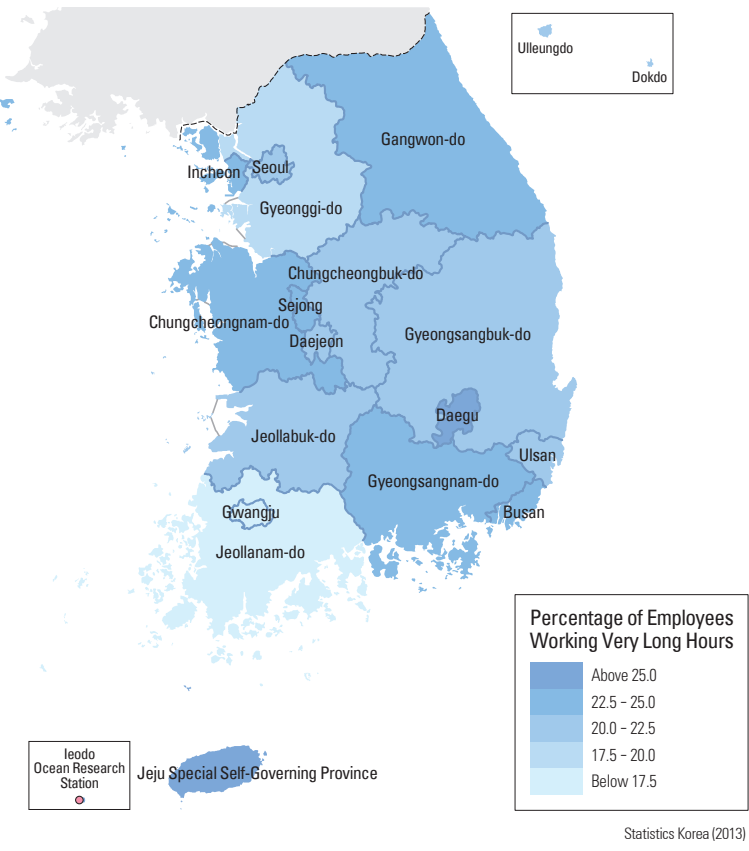 Ulleungdo
Dokdo
Gangwon-do
Incheon
Seoul
Gyeonggi-do
Chungcheongbuk-do
Sejong
Chungcheongnam-do
Daejeon
Gyeongsangbuk-do
Daegu
Jeollabuk-do
Ulsan
Gyeongsangnam-do
Gwangju
Busan
Jeollanam-do
Percentage of Employees
Working Very Long Hours
Above 25.0
22.5 – 25.0
20.0 – 22.5
17.5 – 20.0
Below 17.5
Ieodo
Ocean Research
Station
Jeju Special Self-Governing Province
Statistics Korea (2013)